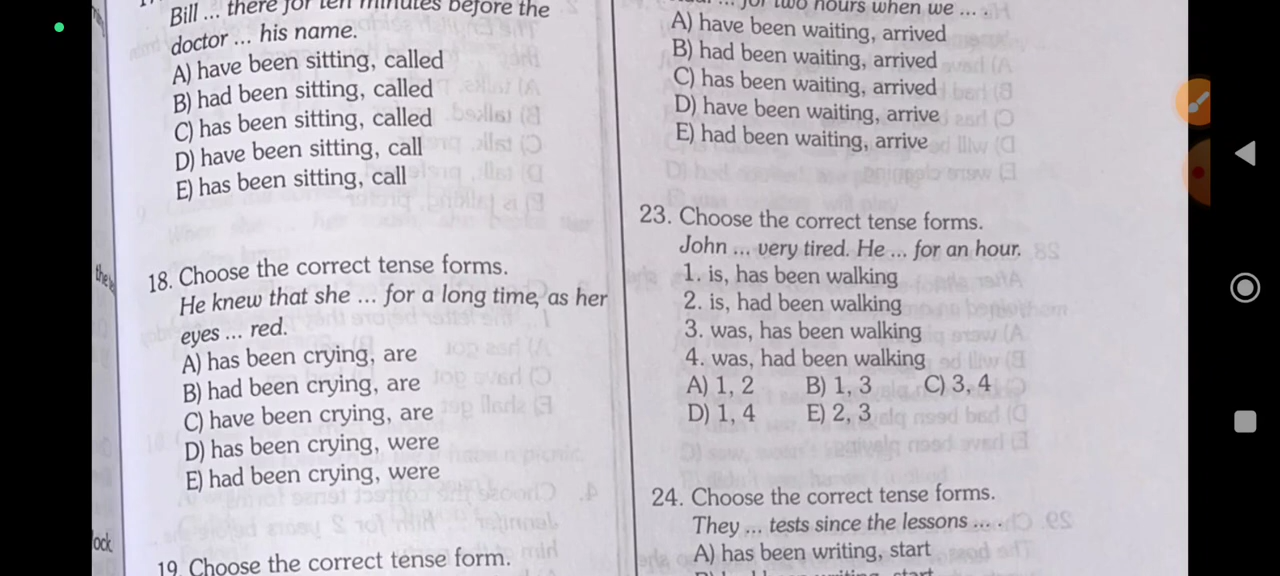 Bill ... there for ten minutes before the
doctor ... his name.
A) have been sitting, called
B) had been sitting, called
C) has been sitting, called
D) have been sitting, call
E) has been sitting, call
18. Choose the correct tense forms.
He knew that she ... for a long time, as her
eyes ... red.
A) has been crying, are
B) had been crying, are
C) have been crying, are
D) has been crying, were
E) had been crying, were
19. Choose the correct tense form.
... for two hours when we ...
A) have been waiting, arrived
B) had been waiting, arrived
C) has been waiting, arrived
D) have been waiting, arrive
E) had been waiting, arrive
23. Choose the correct tense forms.
John ... very tired. He ... for an hour.
1. is, has been walking
2. is, had been walking
3. was, has been walking
4. was, had been walking
A) 1, 2 B) 1, 3 C) 3, 4
D) 1, 4 E) 2, 3
24. Choose the correct tense forms.
They ... tests since the lessons ... .
A) has been writing, start